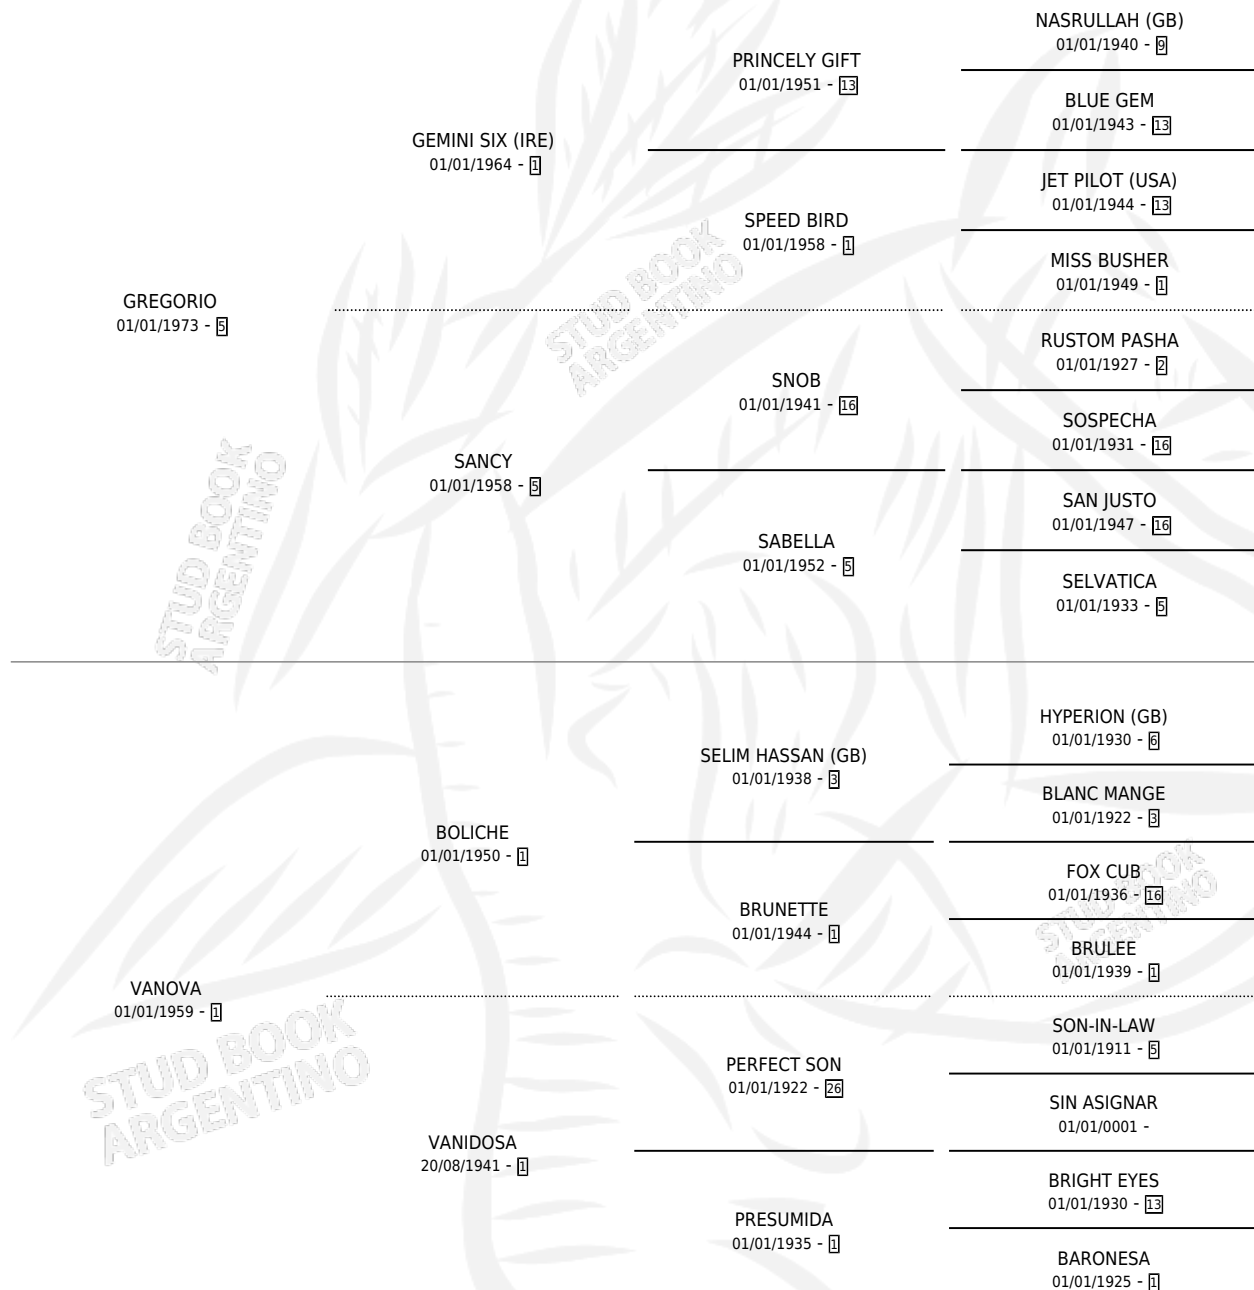 NASRULLAH (GB)
01/01/1940 - 9
PRINCELY GIFT
01/01/1951 - 13
BLUE GEM
01/01/1943 - 13
GEMINI SIX (IRE)
01/01/1964 - 1
JET PILOT (USA)
01/01/1944 - 13
SPEED BIRD
01/01/1958 - 1
MISS BUSHER
01/01/1949 - 1
GREGORIO
01/01/1973 - 5
RUSTOM PASHA
01/01/1927 - 2
SNOB
01/01/1941 - 16
SOSPECHA
01/01/1931 - 16
SANCY
01/01/1958 - 5
SAN JUSTO
01/01/1947 - 16
SABELLA
01/01/1952 - 5
SELVATICA
01/01/1933 - 5
HYPERION (GB)
01/01/1930 - 6
SELIM HASSAN (GB)
01/01/1938 - 3
BLANC MANGE
01/01/1922 - 3
BOLICHE
01/01/1950 - 1
FOX CUB
01/01/1936 - 16
BRUNETTE
01/01/1944 - 1
BRULEE
01/01/1939 - 1
VANOVA
01/01/1959 - 1
SON-IN-LAW
01/01/1911 - 5
PERFECT SON
01/01/1922 - 26
SIN ASIGNAR
01/01/0001 -
VANIDOSA
20/08/1941 - 1
BRIGHT EYES
01/01/1930 - 13
PRESUMIDA
01/01/1935 - 1
BARONESA
01/01/1925 - 1
STUD BOOK
ARGENTINO
STUD BOOK
ARGENTINO
STUD BOOK
ARGENTINO
STUD BOOK
ARGENTINO